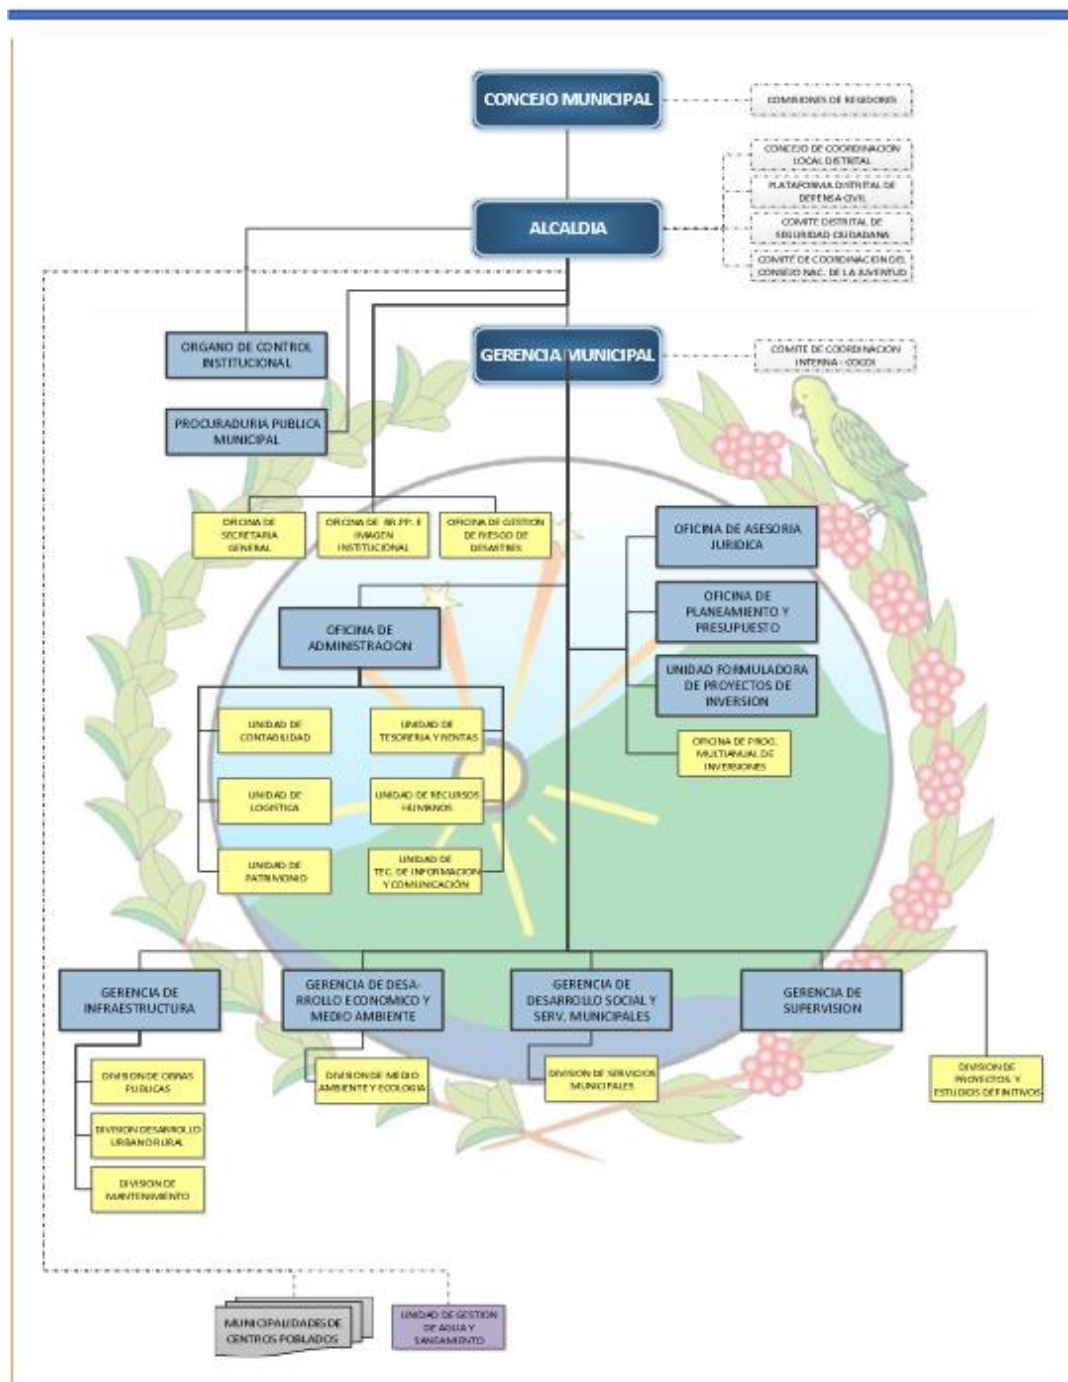 CONCEJO MUNICIPAL
COMISIONES DE REGIDORES
CONCEJO DE COORDINACION
LOCAL DISTRITAL
PLATAFORMA DISTRITAL DE
DEFENSA CIVIL
ALCALDIA
COMITE DISTRITAL DE
SEGURIDAD CIUDADANA
COMITÉ DE COORDINACION DEL
CONSEJO NAC. DE LA JUVENTUD
ORGANO DE CONTROL
INSTITUCIONAL
GERENCIA MUNICIPAL
COMITE DE COORDINACION
INTERNA - COCOI
PROCURADURIA PUBLICA
MUNICIPAL
OFICINA DE
SECRETARIA
GENERAL
OFICINA DE RR.PP. E
IMAGEN
INSTITUCIONAL
OFICINA DE GESTION
DE RIESGO DE
DESASTRES
OFICINA DE ASESORIA
JURIDICA
OFICINA DE
PLANEAMIENTO Y
PRESUPUESTO
OFICINA DE
ADMINISTRACION
UNIDAD FORMULADORA
DE PROYECTOS DE
INVERSION
OFICINA DE PROG.
MULTIANUAL DE
INVERSIONES
UNIDAD DE
CONTABILIDAD
UNIDAD DE
TESORERIA Y RENTAS
UNIDAD DE
LOGISTICA
UNIDAD DE RECURSOS
HUMANOS
UNIDAD DE
PATRIMONIO
UNIDAD DE
TEC. DE INFORMACION
Y COMUNICACIÓN
GERENCIA DE
INFRAESTRUCTURA
GERENCIA DE DESA-
RROLLO ECONOMICO Y
MEDIO AMBIENTE
GERENCIA DE
DESARROLLO SOCIAL Y
SERV. MUNICIPALES
GERENCIA DE
SUPERVISION
DIVISION DE OBRAS
PUBLICAS
DIVISION DE MEDIO
AMBIENTE Y ECOLOGIA
DIVISION DE SERVICIOS
MUNICIPALES
DIVISION DE
PROYECTOS Y
ESTUDIOS DEFINITIVOS
DIVISION DESARROLLO
URBANO RURAL
DIVISION DE
MANTENIMIENTO
MUNICIPALIDADES DE
CENTROS POBLADOS
UNIDAD DE GESTION
DE AGUA Y
SANEAMIENTO